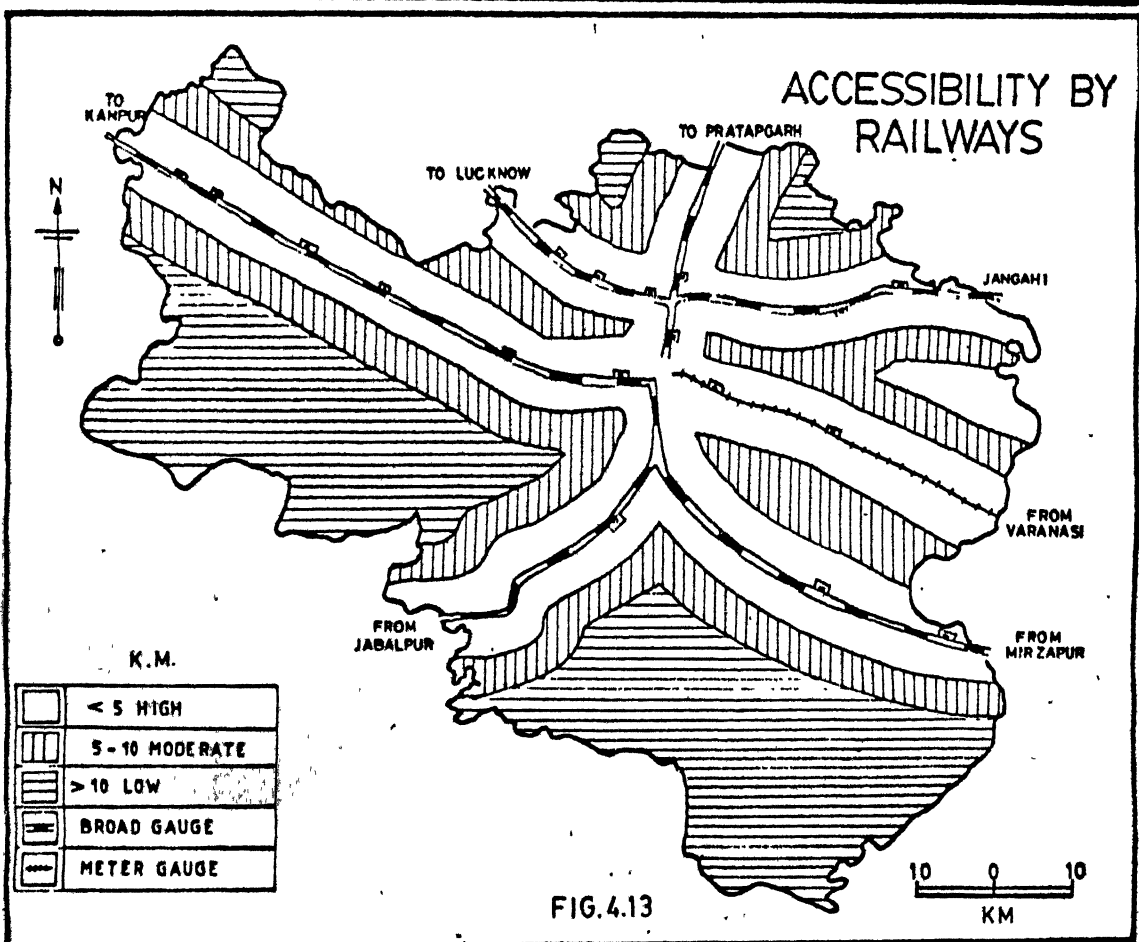 ACCESSIBILITY BY
RAILWAYS
TO
KANPUR
TO PRATAPGARH
TO LUCKNOW
N
JANGAHI
FROM
VARANASI
FROM
JABALPUR
FROM
MIRZAPUR
K.M.
< 5 HIGH
5-10 MODERATE
> 10 LOW
BROAD GAUGE
METER GAUGE
10 0 10
KM
FIG.4.13